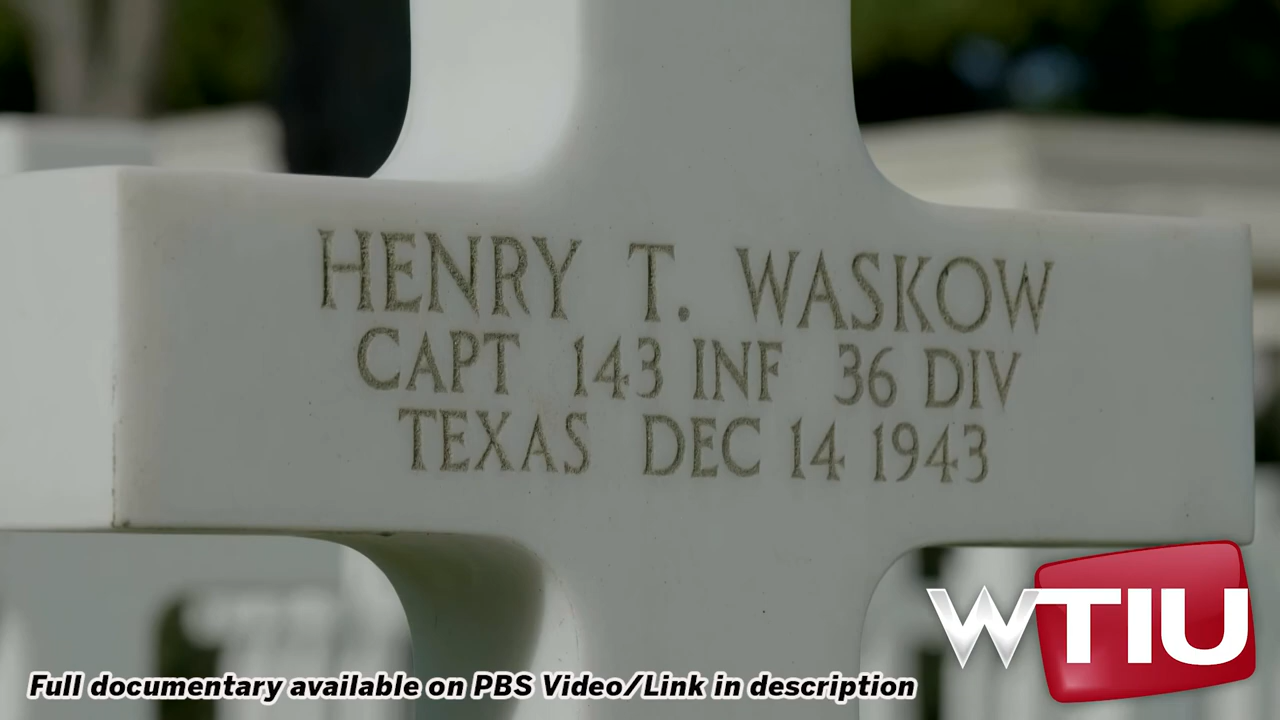 HENRY T. WASKOW
CAPT 143 INF 36 DIV
TEXAS DEC 14 1943
WTIU
Full documentary available on PBS Video/Link in description